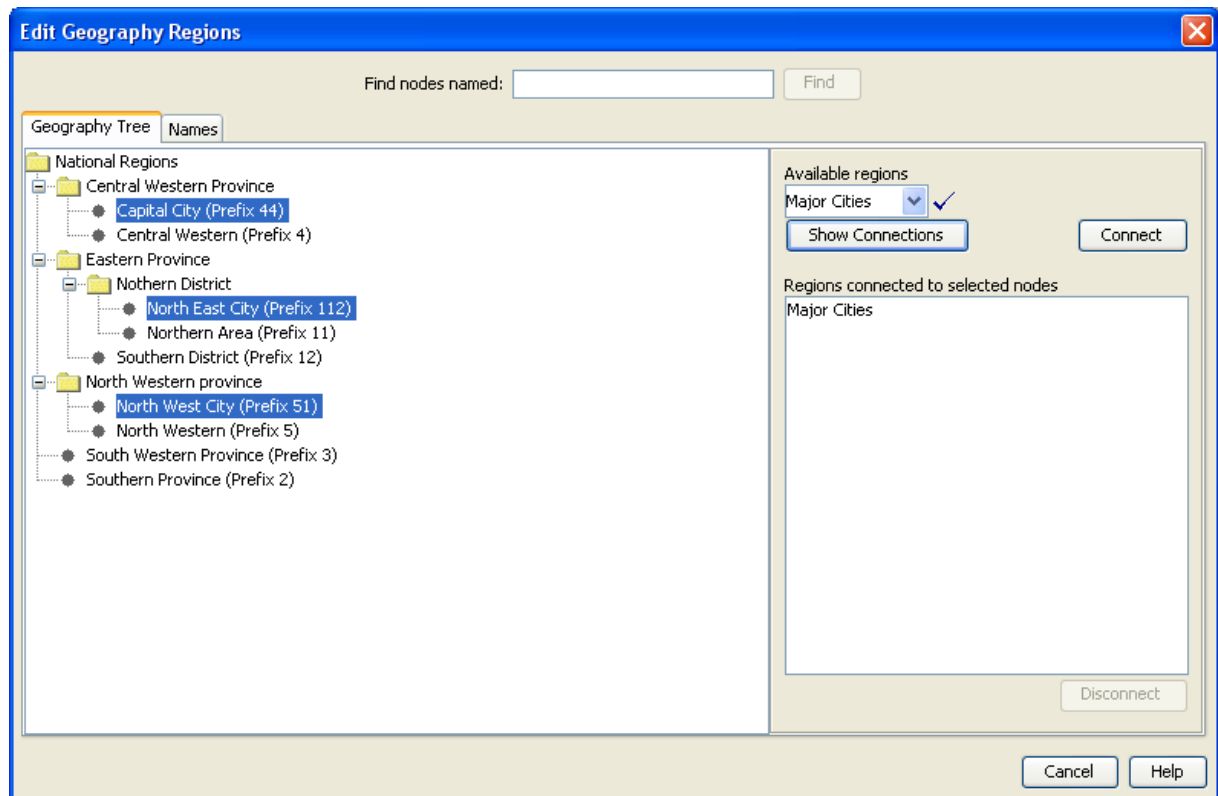 Edit Geography Regions
Find nodes named:
Find
Geography Tree
Names
National Regions
Central Western Province
Capital City (Prefix 44)
Central Western (Prefix 4)
Eastern Province
Nothern District
North East City (Prefix 112)
Northern Area (Prefix 11)
Southern District (Prefix 12)
North Western province
North West City (Prefix 51)
North Western (Prefix 5)
South Western Province (Prefix 3)
Southern Province (Prefix 2)
Available regions
Major Cities
Show Connections
Connect
Regions connected to selected nodes
Major Cities
Disconnect
Cancel
Help